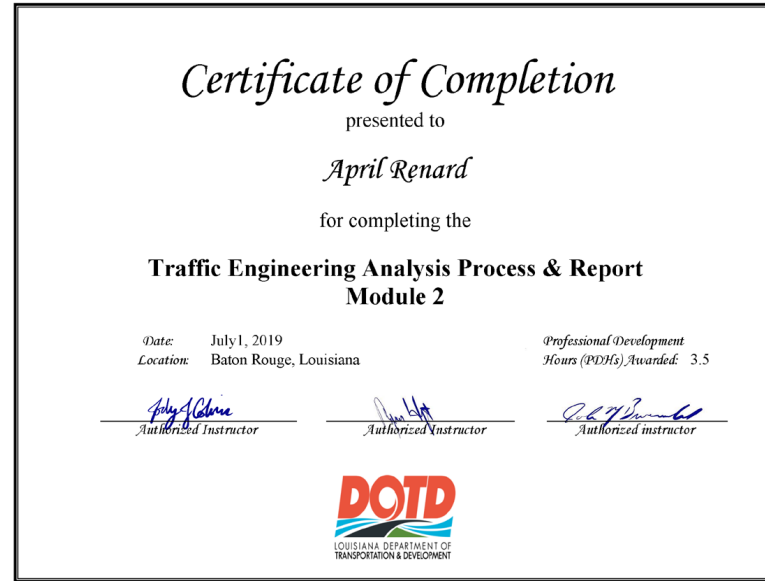 Certificate of Completion
presented to
April Renard
for completing the
Traffic Engineering Analysis Process & Report
Module 2
Date: July1, 2019
Location: Baton Rouge, Louisiana
Professional Development
Hours (PDHs) Awarded: 3.5
Authorized Instructor
Authorized Instructor
Authorized instructor
DOTD
LOUISIANA DEPARTMENT OF
TRANSPORTATION & DEVELOPMENT